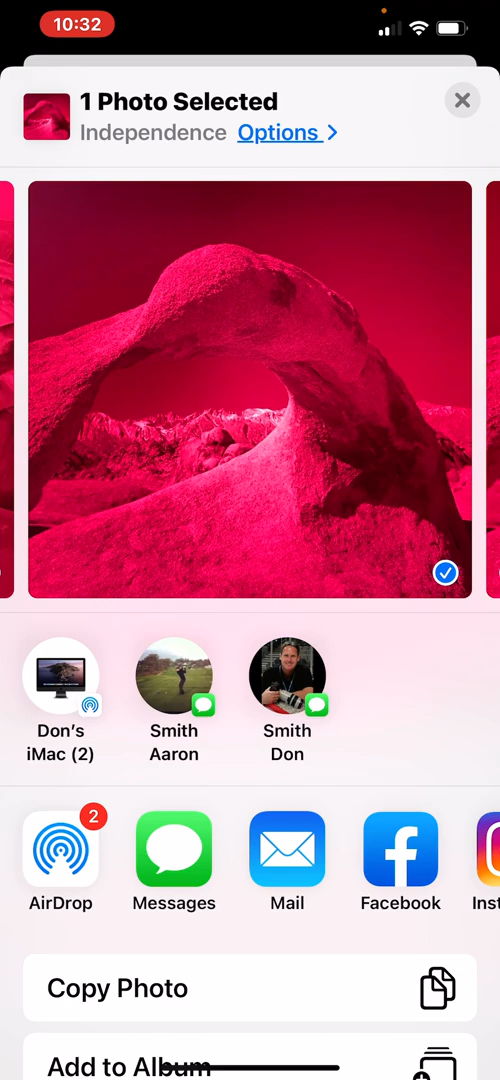 10:32
1 Photo Selected
Independence Options >
Don's
iMac (2)
Smith
Aaron
Smith
Don
2
AirDrop
Messages
Mail
Facebook
Inst
Copy Photo
Add to Album